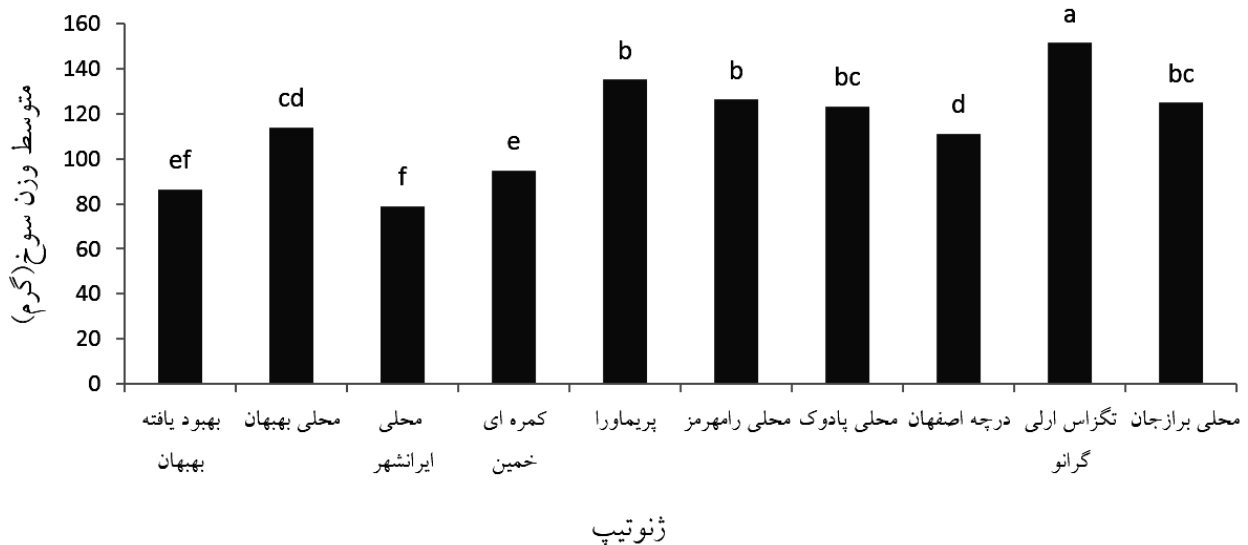 متوسط وزن سوخ(گرم)
160
140
120
100
80
60
40
20
0
ef
cd
f
e
b
b
bc
d
a
bc
بهبود یافته
بهبهان
محلی بهبهان
محلی
ایرانشهر
کمره ای
خمین
پریماورا
محلی رامهرمز
محلی پادوک
درچه اصفهان
تگزاس ارلی
گرانو
محلی برازجان
ژنوتیپ